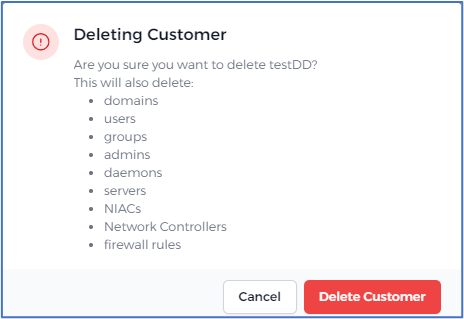 Deleting Customer
Are you sure you want to delete testDD?
This will also delete:
• domains
• users
• groups
• admins
• daemons
• servers
• NIACs
• Network Controllers
• firewall rules
Cancel
Delete Customer